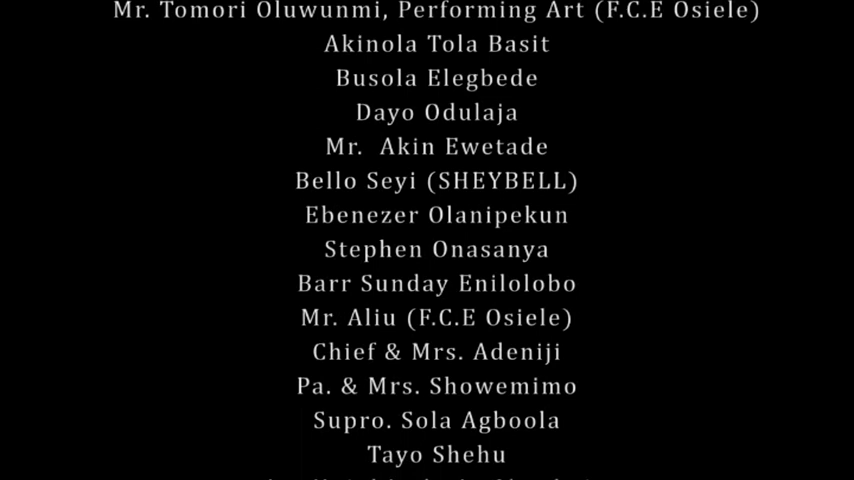 Mr. Tomori Oluwunmi, Performing Art (F.C.E Osiele)
Akinola Tola Basit
Busola Elegbede
Dayo Odulaja
Mr. Akin Ewetade
Bello Seyi (SHEYBELL)
Ebenezer Olanipekun
Stephen Onasanya
Barr Sunday Enilolobo
Mr. Aliu (F.C.E Osiele)
Chief & Mrs. Adeniji
Pa. & Mrs. Showemimo
Supro. Sola Agboola
Tayo Shehu